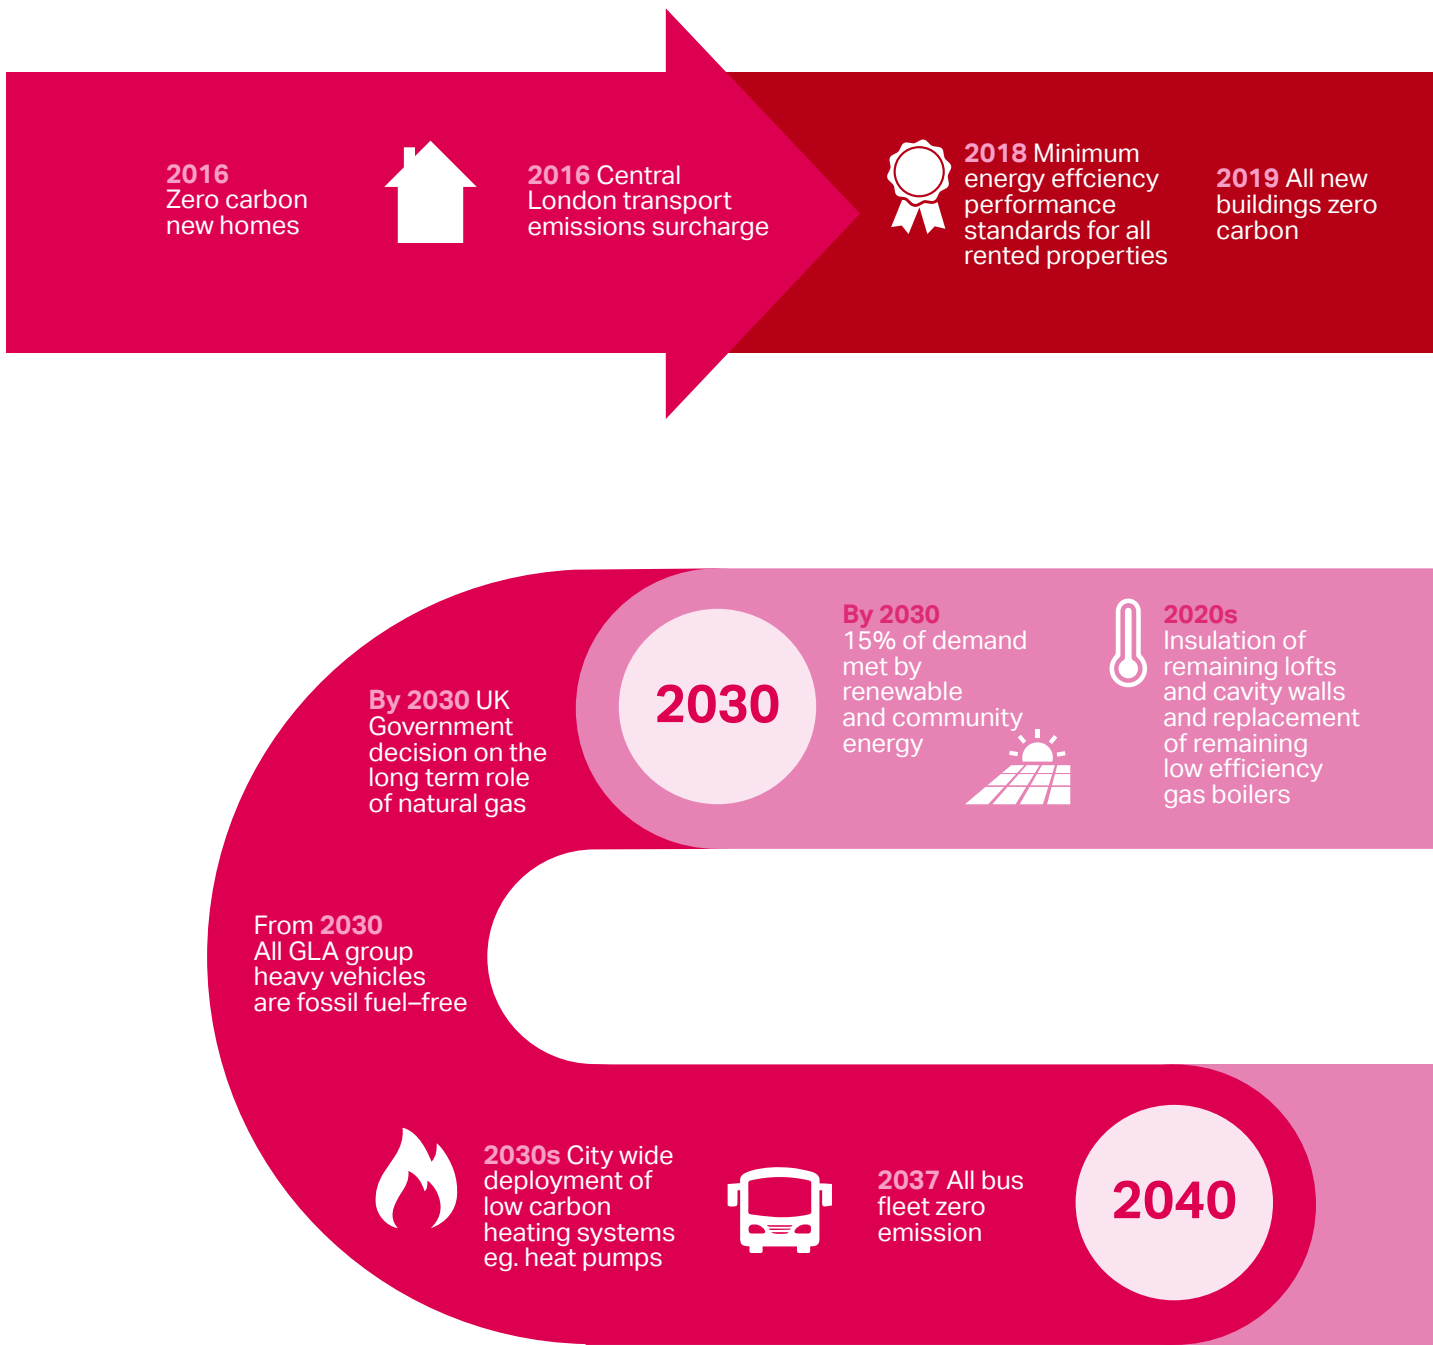 2016
Zero carbon
new homes
2016 Central
London transport
emissions surcharge
2018 Minimum
energy effciency
performance
standards for all
rented properties
2019 All new
buildings zero
carbon
2020s
Insulation of
remaining lofts
and cavity walls
and replacement
of remaining
low efficiency
gas boilers
By 2030
15% of demand
met by
renewable
and community
energy
2030
By 2030 UK
Government
decision on the
long term role
of natural gas
From 2030
All GLA group
heavy vehicles
are fossil fuel–free
2030s City wide
deployment of
low carbon
heating systems
eg. heat pumps
2037 All bus
fleet zero
emission
2040